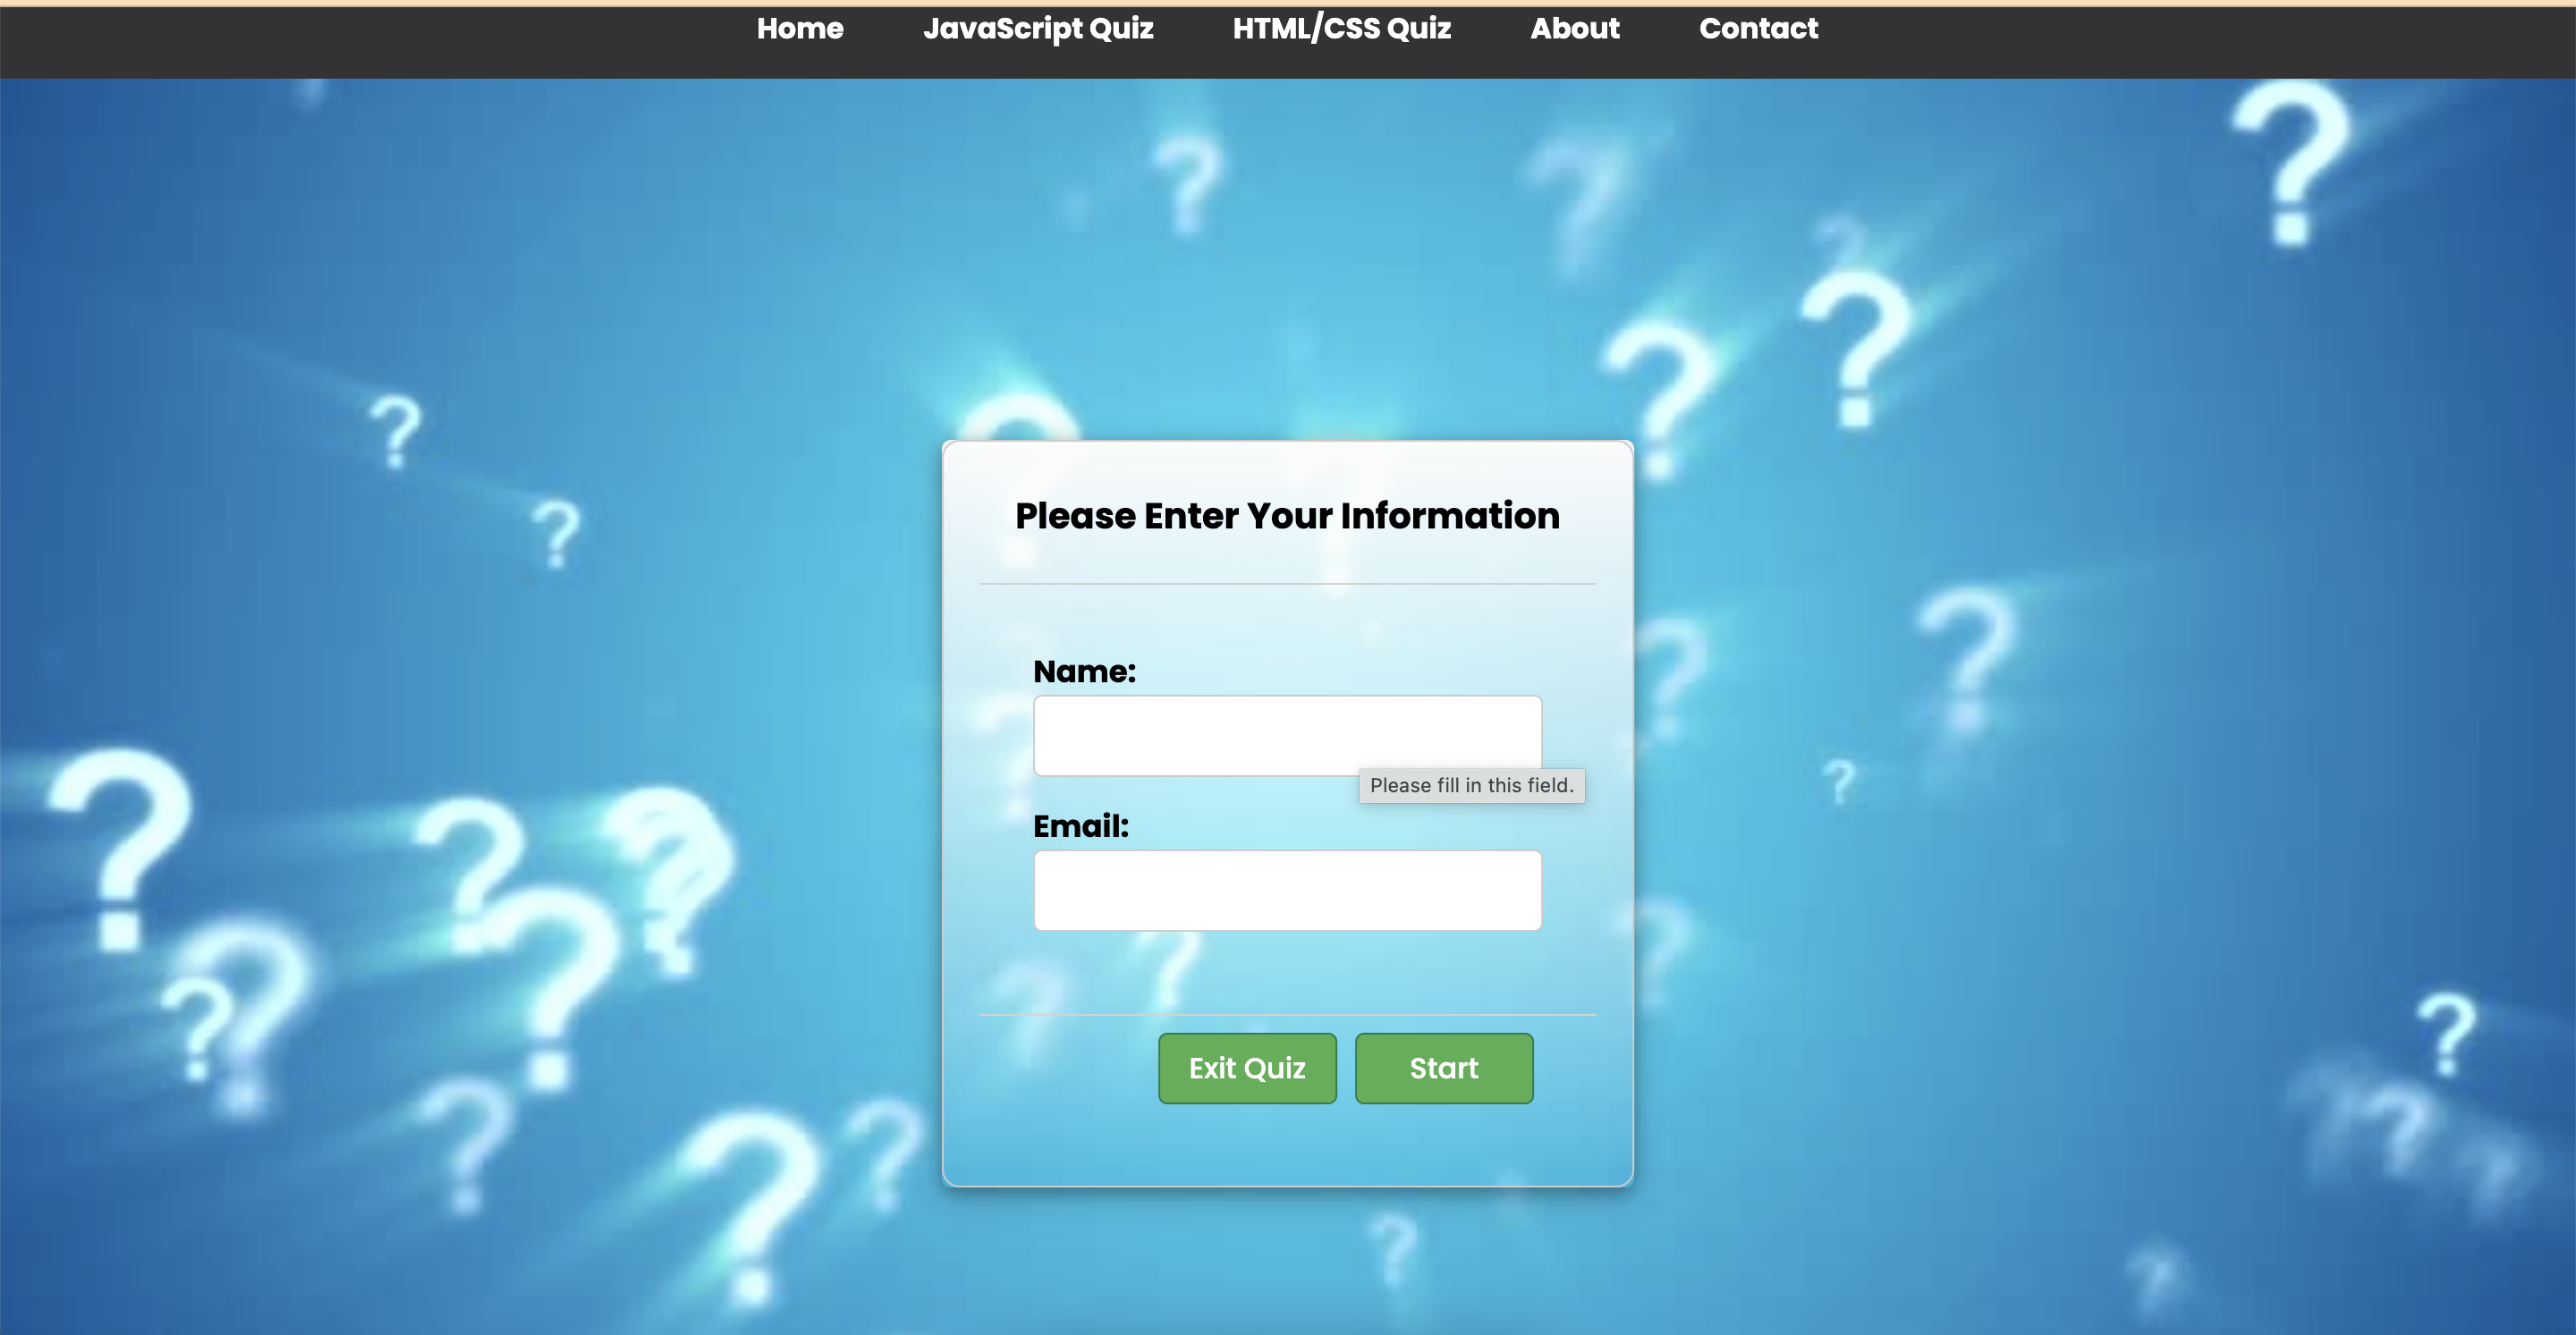 Home JavaScript Quiz HTML/CSS Quiz About Contact
Please Enter Your Information
Name:
Please fill in this field.
Email:
Exit Quiz Start